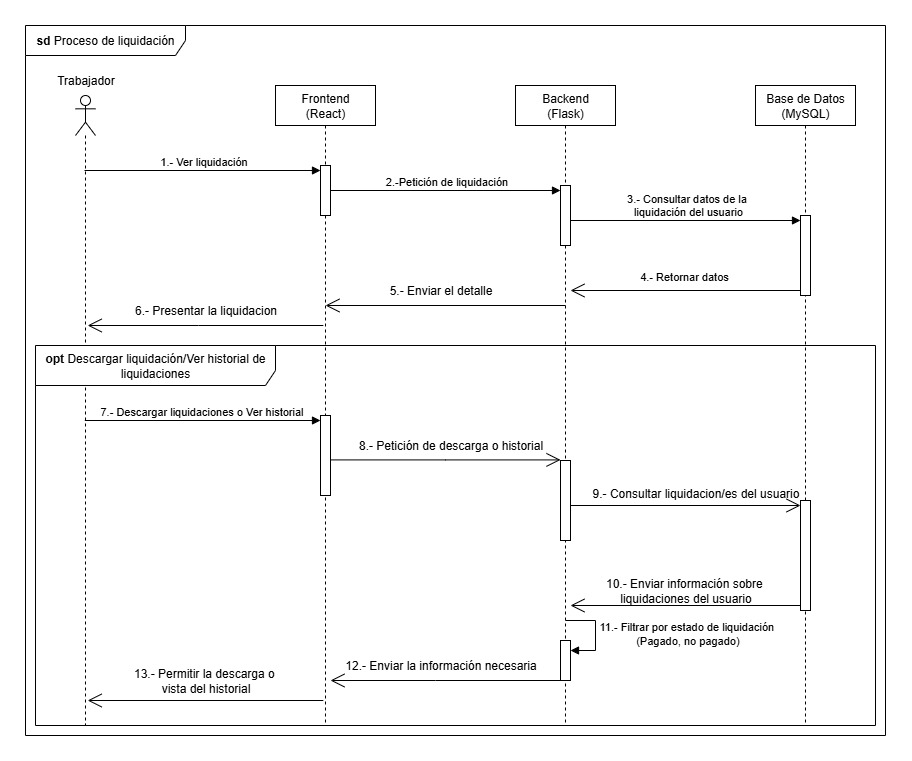 sd Proceso de liquidación
Trabajador
Frontend
(React)
Backend
(Flask)
Base de Datos
(MySQL)
1.- Ver liquidación
2.-Petición de liquidación
3.- Consultar datos de la
liquidación del usuario
4.- Retornar datos
5.- Enviar el detalle
6.- Presentar la liquidacion
opt Descargar liquidación/Ver historial de
liquidaciones
7.- Descargar liquidaciones o Ver historial
8.- Petición de descarga o historial
9.- Consultar liquidacion/es del usuario
10.- Enviar información sobre
liquidaciones del usuario
11.- Filtrar por estado de liquidación
(Pagado, no pagado)
12.- Enviar la información necesaria
13.- Permitir la descarga o
vista del historial